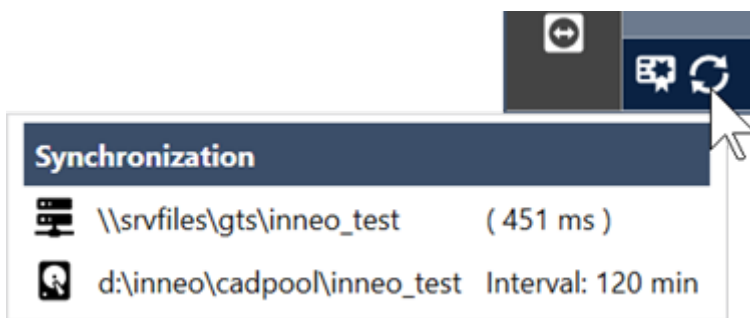 Synchronization
\\srvfiles\gts\inneo_test ( 451 ms )
d:\inneo\cadpool\inneo_test Interval: 120 min